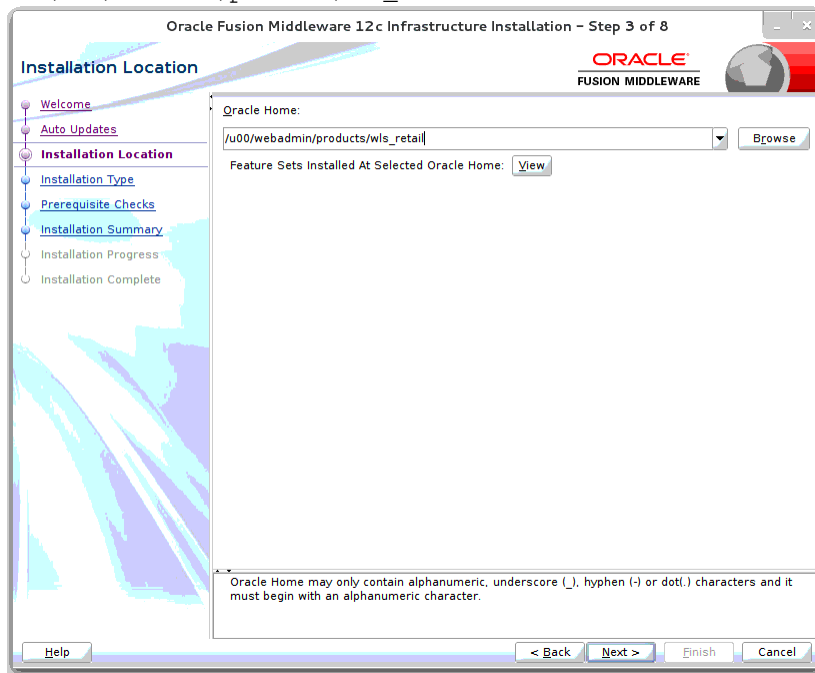 Oracle Fusion Middleware 12c Infrastructure Installation – Step 3 of 8
Installation Location
ORACLE
FUSION MIDDLEWARE
Welcome
Auto Updates
Installation Location
Installation Type
Prerequisite Checks
Installation Summary
Installation Progress
Installation Complete
Oracle Home:
/u00/webadmin/products/wls_retail
Browse
Feature Sets Installed At Selected Oracle Home: View
Oracle Home may only contain alphanumeric, underscore (_), hyphen (-) or dot(.) characters and it
must begin with an alphanumeric character.
Help
< Back
Next >
Finish
Cancel